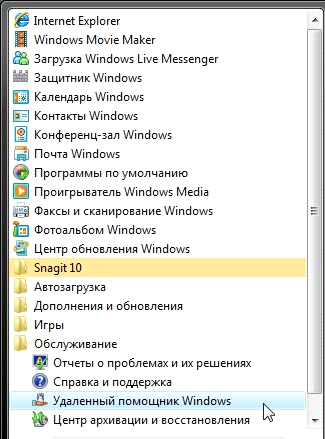 Internet Explorer
Windows Movie Maker
Загрузка Windows Live Messenger
Защитник Windows
Календарь Windows
Контакты Windows
Конференц-зал Windows
Почта Windows
Программы по умолчанию
Проигрыватель Windows Media
Факсы и сканирование Windows
Фотоальбом Windows
Центр обновления Windows
Snagit 10
Автозагрузка
Дополнения и обновления
Игры
Обслуживание
Отчеты о проблемах и их решениях
Справка и поддержка
Удаленный помощник Windows
Центр архивации и восстановления